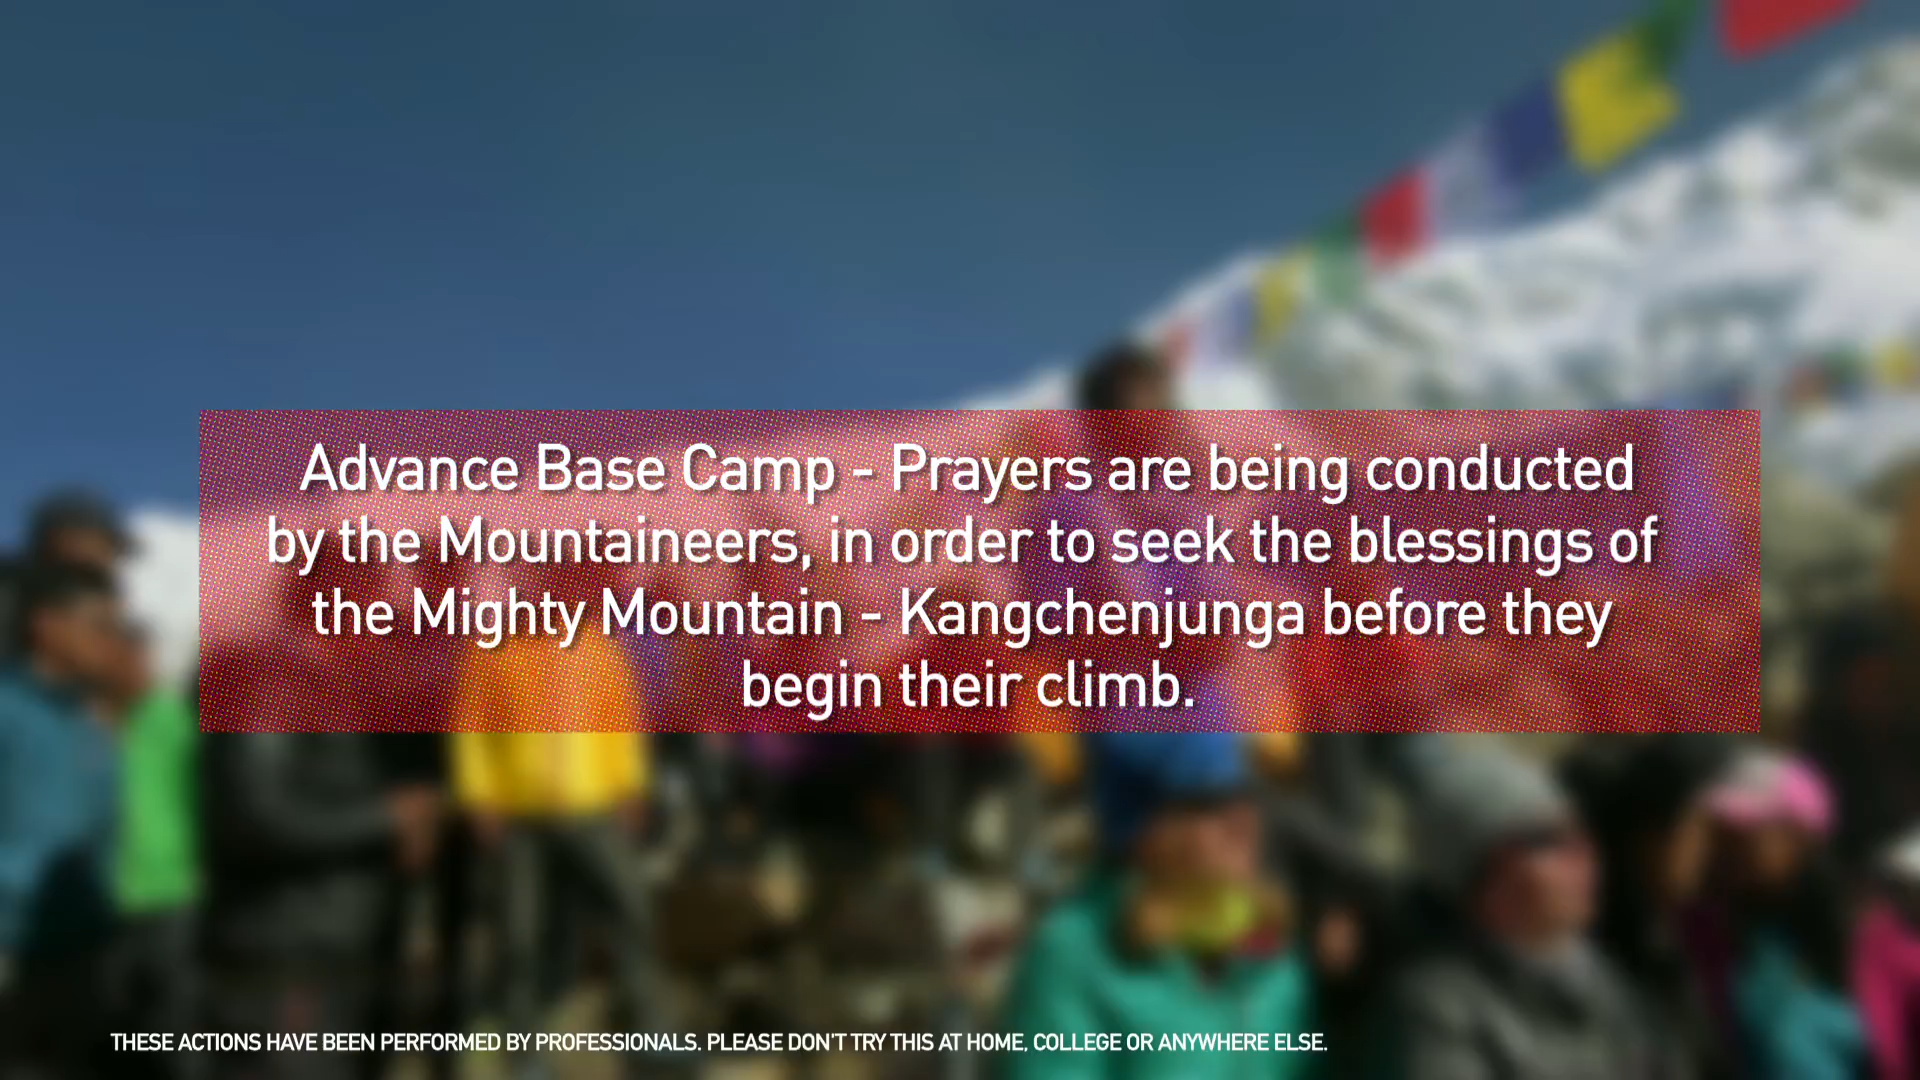 Advance Base Camp - Prayers are being conducted
by the Mountaineers, in order to seek the blessings of
the Mighty Mountain - Kangchenjunga before they
begin their climb.
THESE ACTIONS HAVE BEEN PERFORMED BY PROFESSIONALS. PLEASE DON'T TRY THIS AT HOME, COLLEGE OR ANYWHERE ELSE.